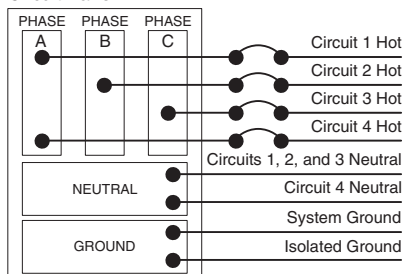 PHASE PHASE PHASE
A B C
Circuit 1 Hot
Circuit 2 Hot
Circuit 3 Hot
Circuit 4 Hot
Circuits 1, 2, and 3 Neutral
NEUTRAL
Circuit 4 Neutral
System Ground
GROUND
Isolated Ground